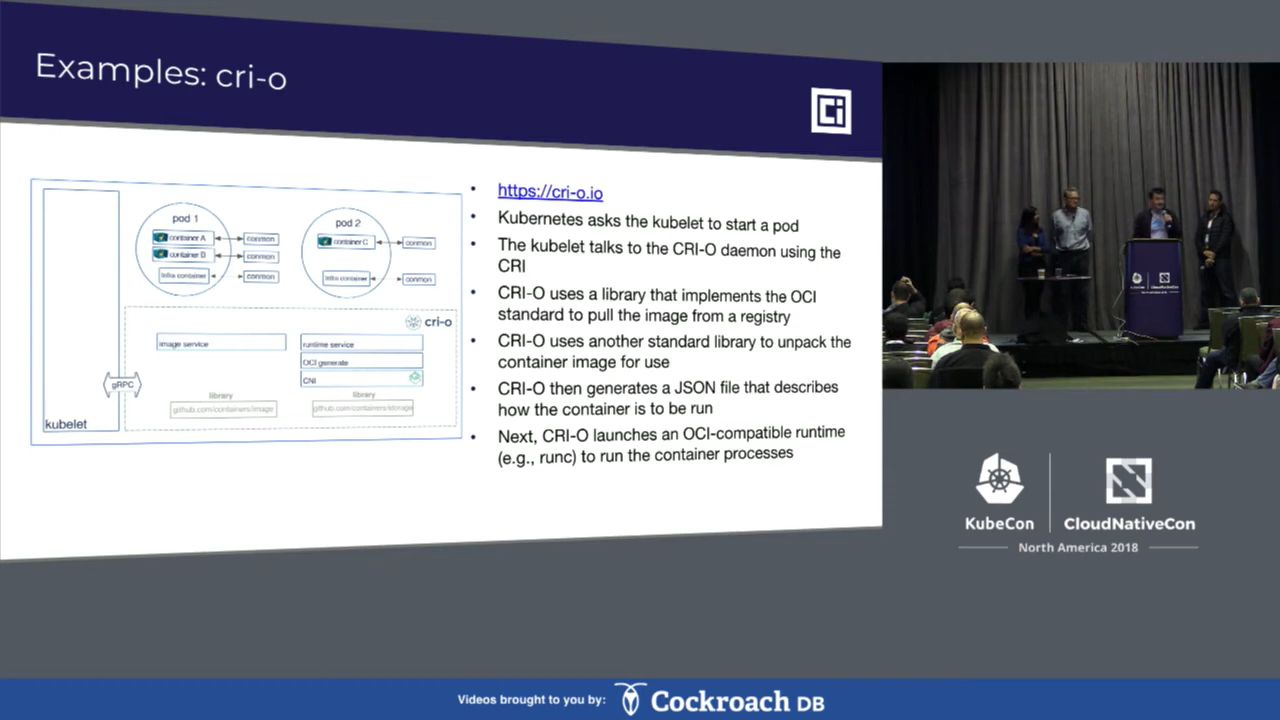 Examples: cri-o
Ci
pod 1
container A
conmon
container B
conmon
infra container
conmon
pod 2
container C
conmon
infra container
conmon
cri-o
image service
runtime service
OCI generate
CNI
gRPC
library
github.com/containers/image
library
github.com/containers/storage
kubelet
• https://cri-o.io
• Kubernetes asks the kubelet to start a pod
• The kubelet talks to the CRI-O daemon using the
CRI
• CRI-O uses a library that implements the OCI
standard to pull the image from a registry
• CRI-O uses another standard library to unpack the
container image for use
• CRI-O then generates a JSON file that describes
how the container is to be run
• Next, CRI-O launches an OCI-compatible runtime
(e.g., runc) to run the container processes
KubeCon
CloudNativeCon
North America 2018
Videos brought to you by:
Cockroach DB